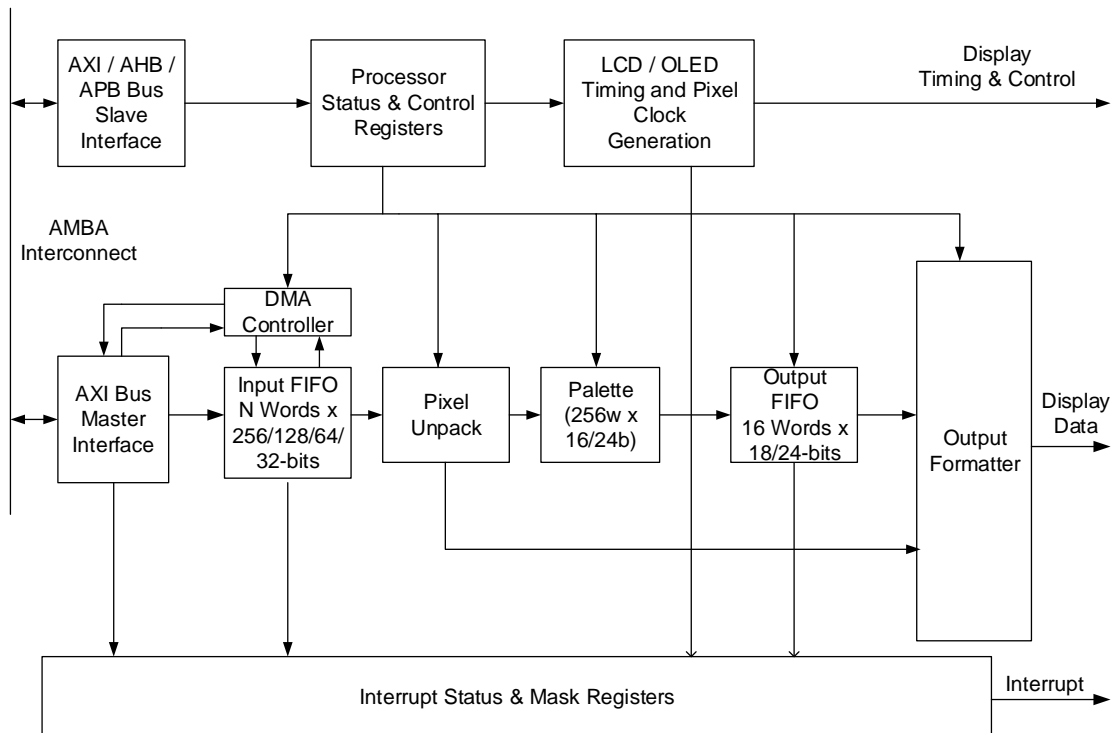 AXI / AHB /
APB Bus
Slave
Interface
Processor
Status & Control
Registers
LCD / OLED
Timing and Pixel
Clock
Generation
Display
Timing & Control
AMBA
Interconnect
DMA
Controller
AXI Bus
Master
Interface
Input FIFO
N Words x
256/128/64/
32-bits
Pixel
Unpack
Palette
(256w x
16/24b)
Output
FIFO
16 Words x
18/24-bits
Output
Formatter
Display
Data
Interrupt Status & Mask Registers
Interrupt